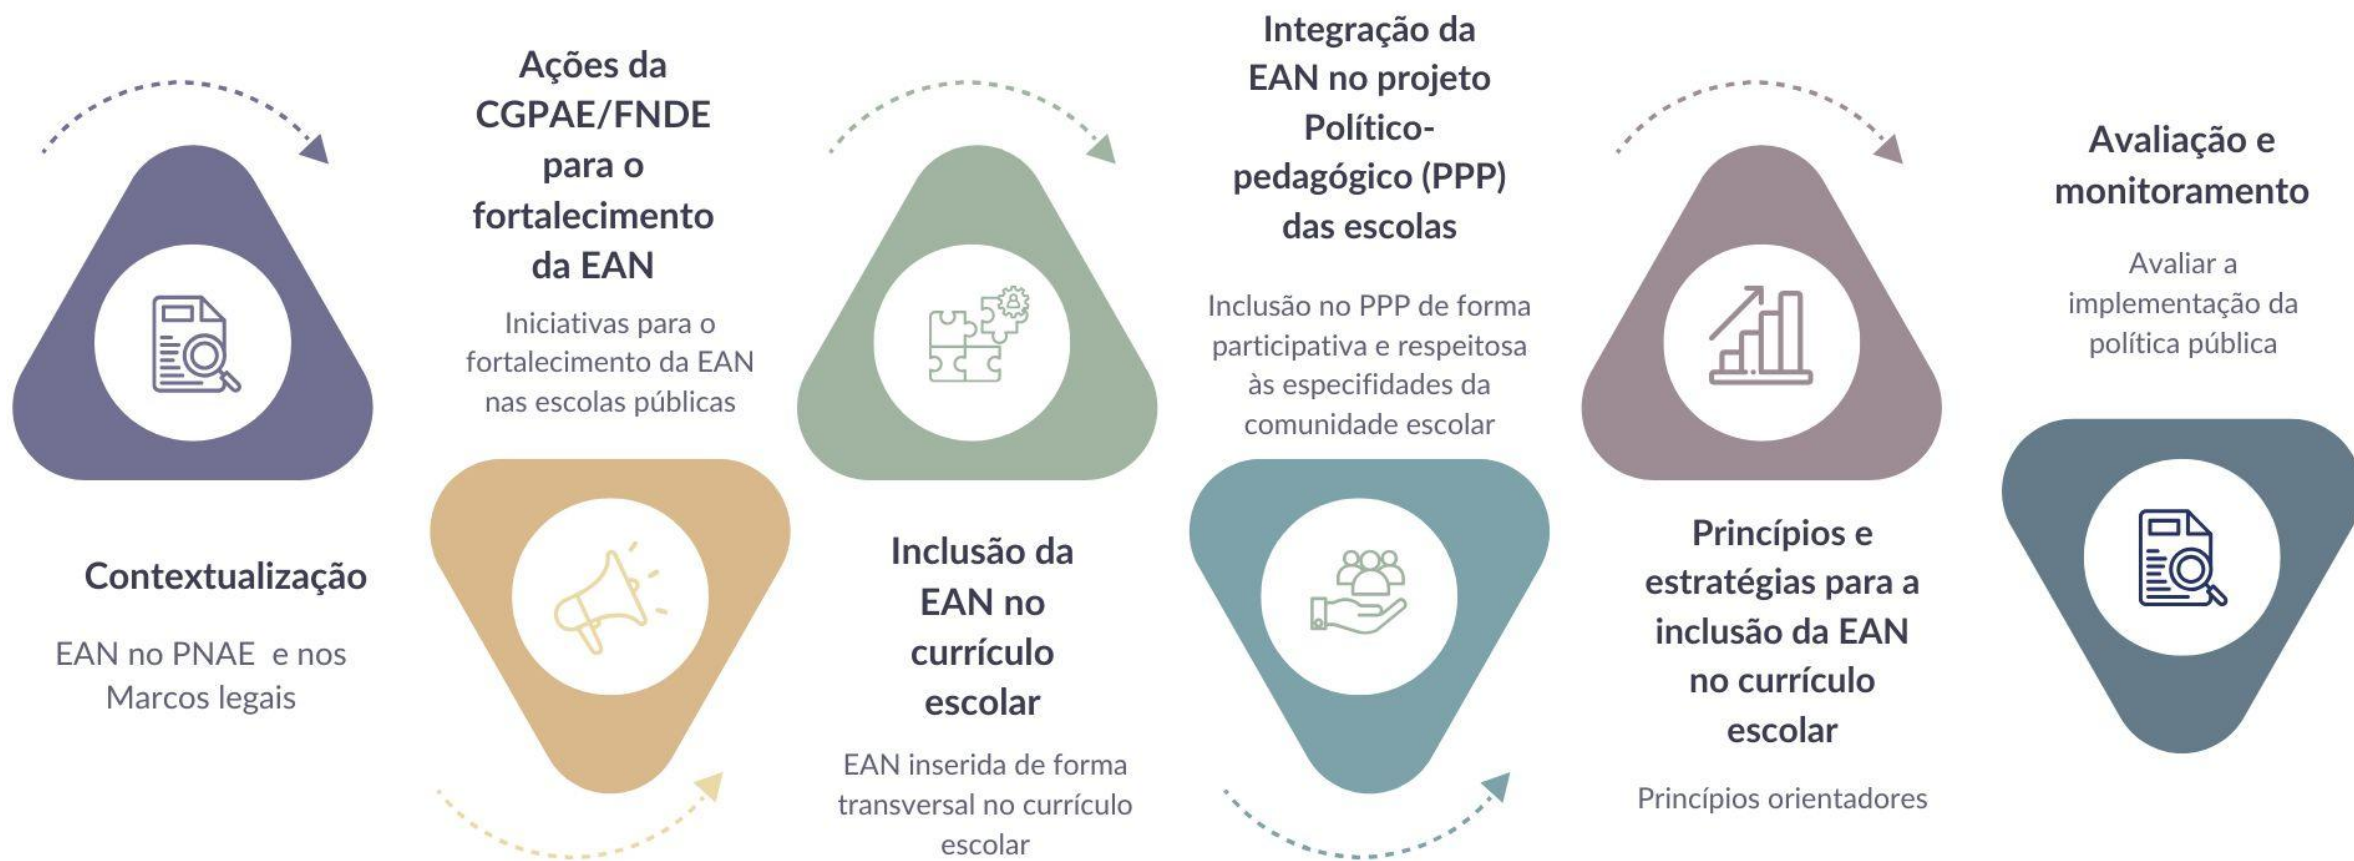 Contextualização
EAN no PNAE e nos
Marcos legais
Ações da
CGPAE/FNDE
para o
fortalecimento
da EAN
Iniciativas para o
fortalecimento da EAN
nas escolas públicas
Inclusão da
EAN no
currículo
escolar
EAN inserida de forma
transversal no currículo
escolar
Integração da
EAN no projeto
Político-
pedagógico (PPP)
das escolas
Inclusão no PPP de forma
participativa e respeitosa
às especifidades da
comunidade escolar
Princípios e
estratégias para a
inclusão da EAN
no currículo
escolar
Princípios orientadores
Avaliação e
monitoramento
Avaliar a
implementação da
política pública